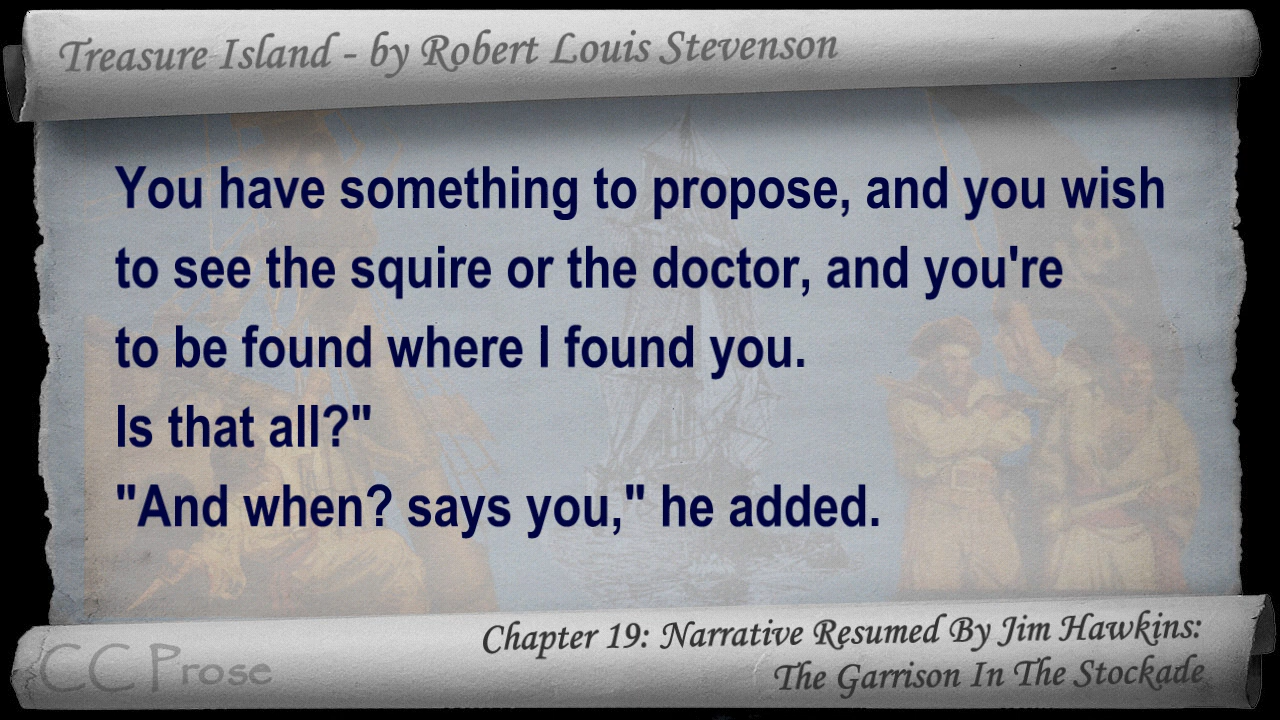 Treasure Island - by Robert Louis Stevenson
You have something to propose, and you wish
to see the squire or the doctor, and you're
to be found where I found you.
Is that all?"
"And when? says you," he added.
Chapter 19: Narrative Resumed By Jim Hawkins:
The Garrison In The Stockade
CC Prose